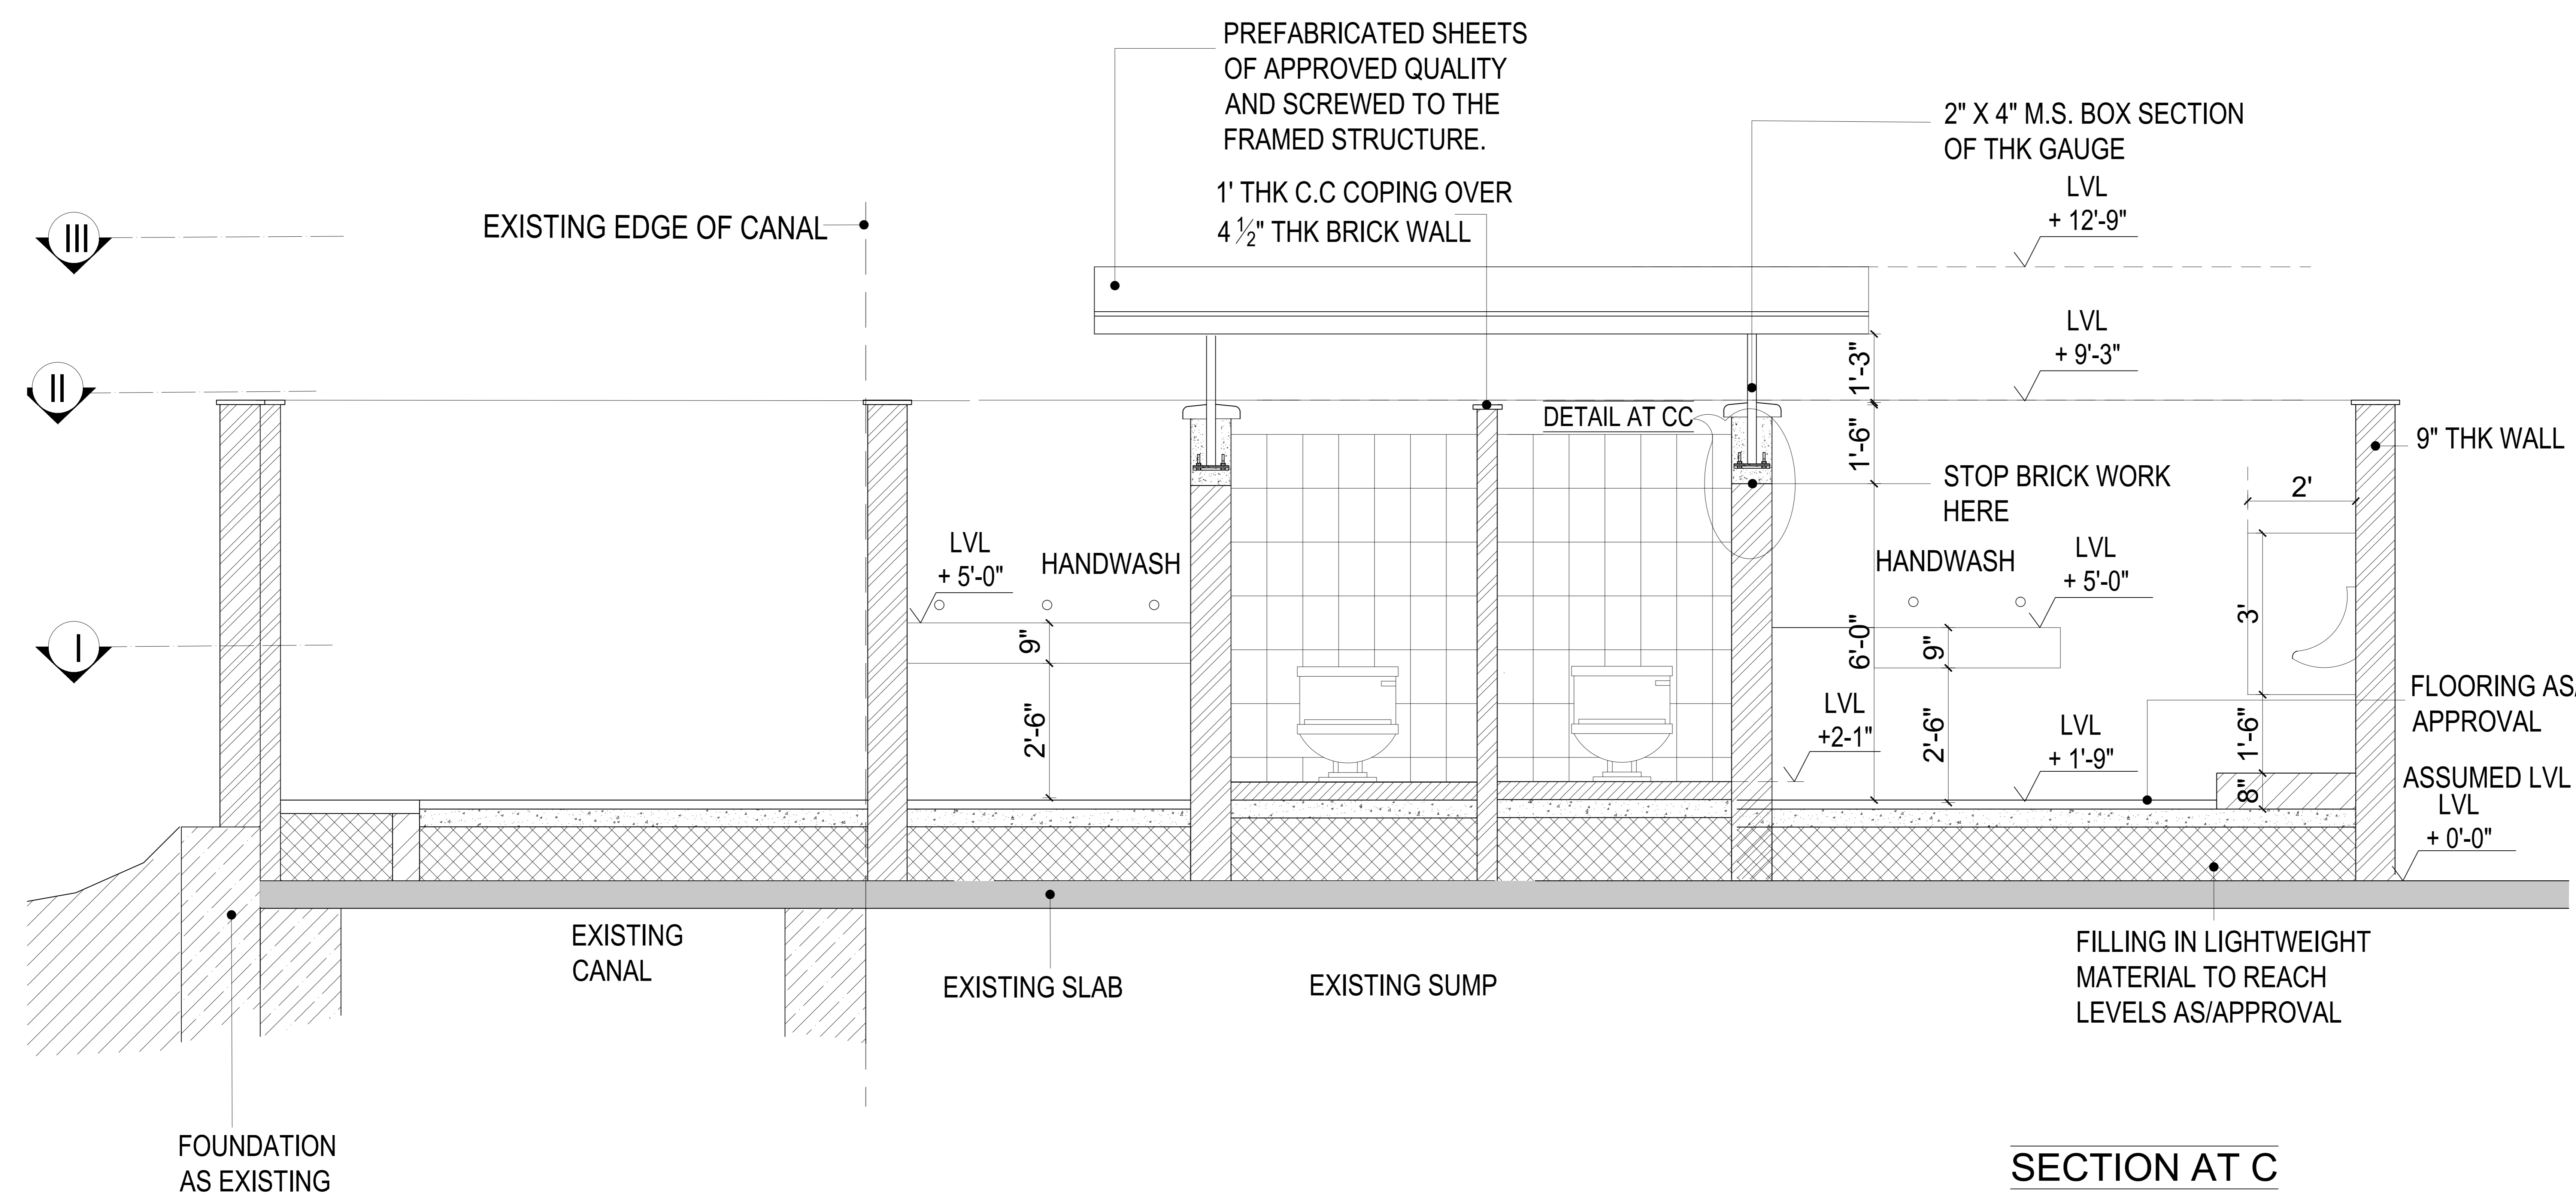 PREFABRICATED SHEETS
OF APPROVED QUALITY
AND SCREWED TO THE
FRAMED STRUCTURE.
2" X 4" M.S. BOX SECTION
OF THK GAUGE
1' THK C.C COPING OVER
4 ½" THK BRICK WALL
LVL
+ 12'-9"
III
EXISTING EDGE OF CANAL
LVL
+ 9'-3"
1'-3"
II
DETAIL AT CC
1'-6"
9" THK WALL
STOP BRICK WORK
HERE
2'
LVL
+ 5'-0"
HANDWASH
HANDWASH
LVL
+ 5'-0"
I
9"
6'-0"
9"
3'
FLOORING AS/
APPROVAL
2'-6"
LVL
+2-1"
2'-6"
LVL
+ 1'-9"
1'-6"
8"
ASSUMED LVL
LVL
+ 0'-0"
EXISTING
CANAL
EXISTING SLAB
EXISTING SUMP
FILLING IN LIGHTWEIGHT
MATERIAL TO REACH
LEVELS AS/APPROVAL
FOUNDATION
AS EXISTING
SECTION AT C